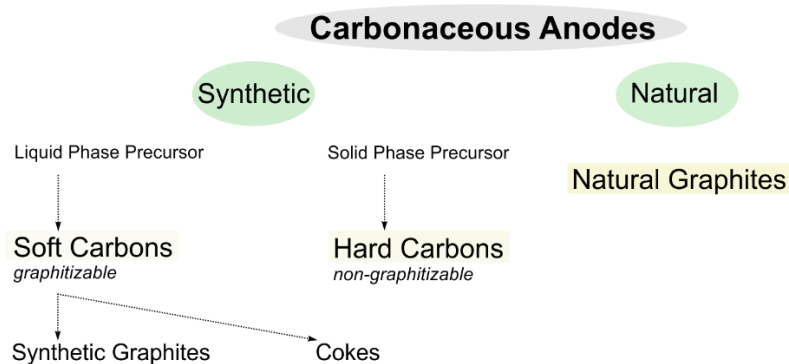 Carbonaceous Anodes
Synthetic
Natural
Liquid Phase Precursor
Solid Phase Precursor
Natural Graphites
Soft Carbons
graphitizable
Hard Carbons
non-graphitizable
Synthetic Graphites
Cokes